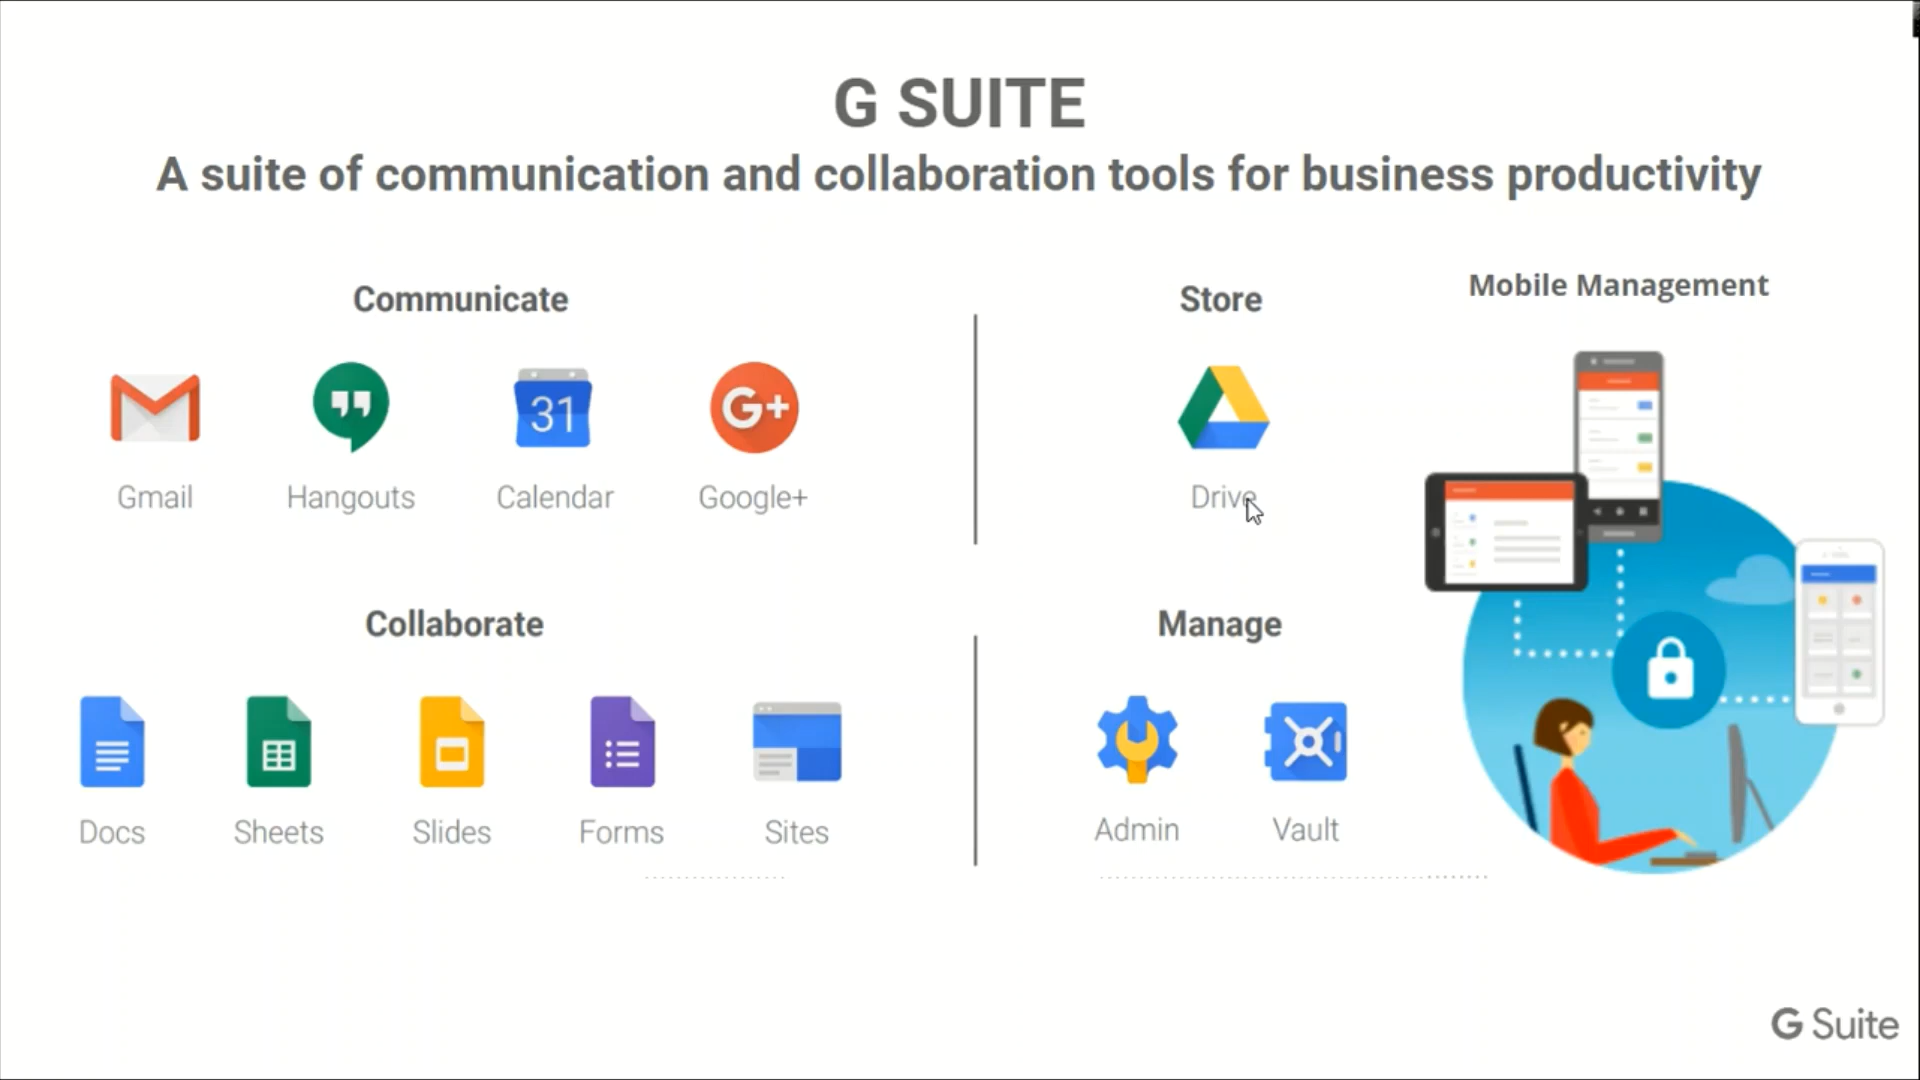 G SUITE
A suite of communication and collaboration tools for business productivity
Communicate
Gmail
Hangouts
31
Calendar
G+
Google+
Store
Drive
Mobile Management
Collaborate
Docs
Sheets
Slides
Forms
Sites
Manage
Admin
Vault
G Suite